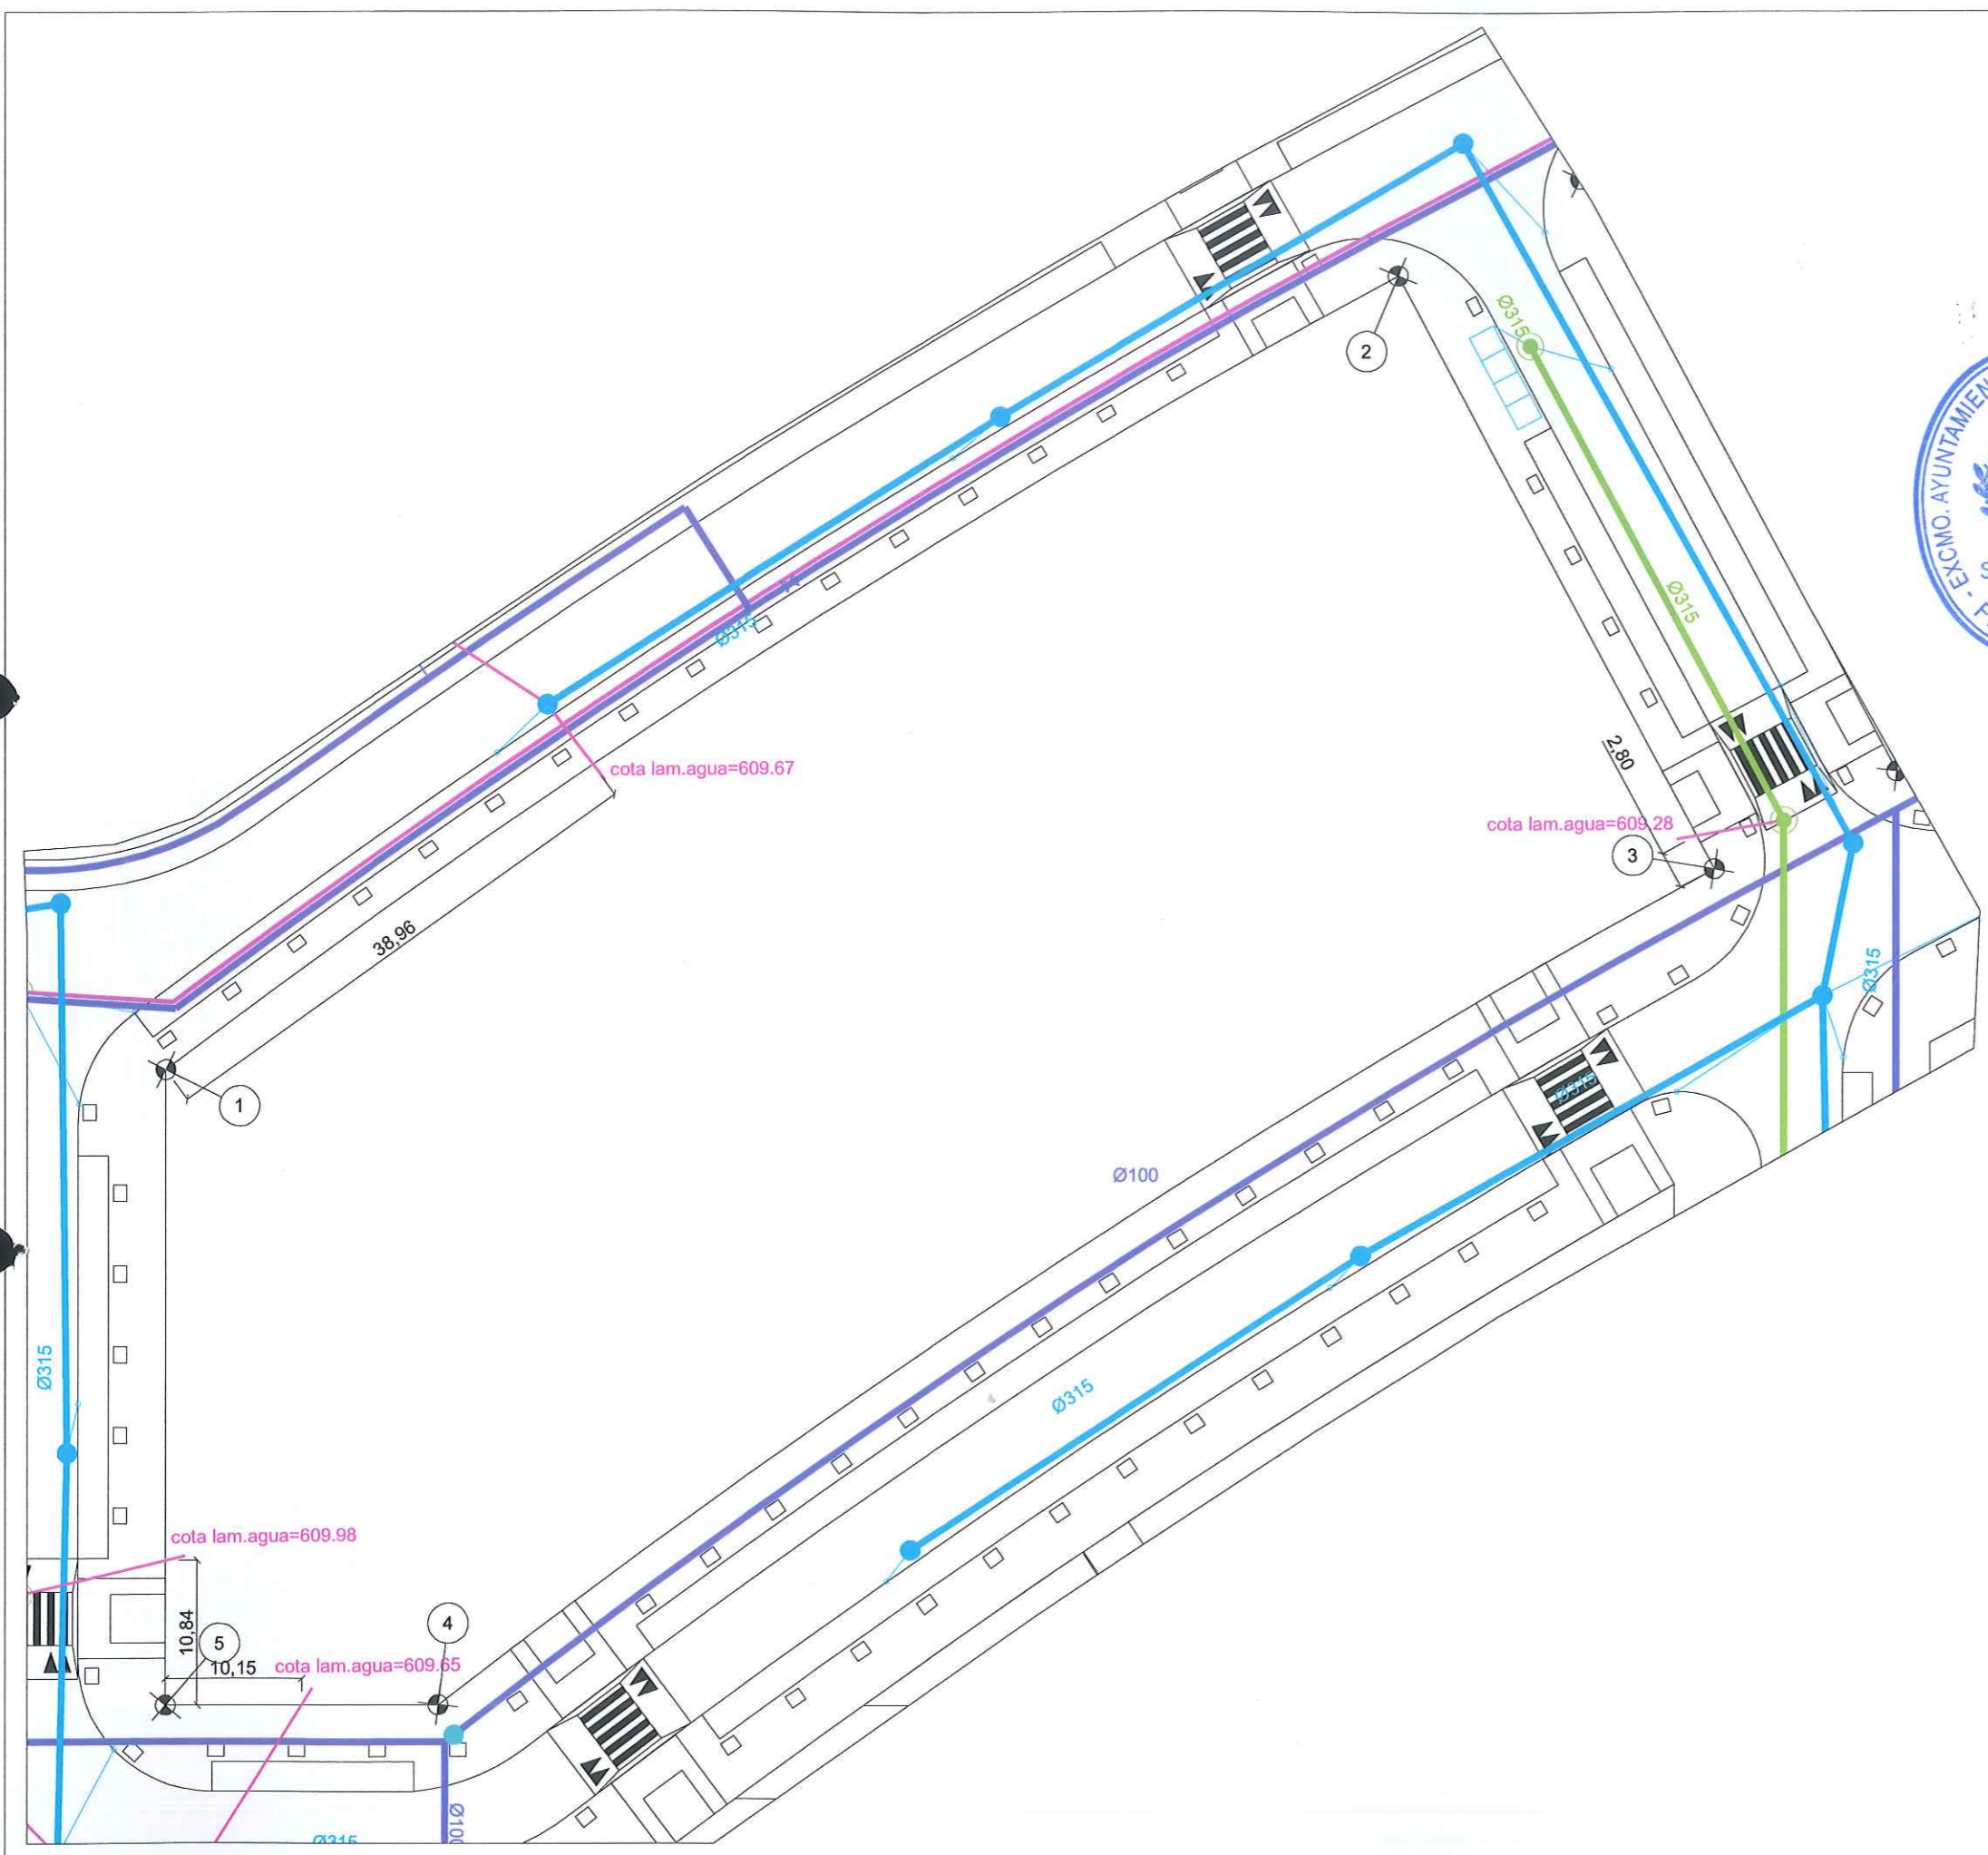 Ø315
2
EXCMO. AYUNTAMIEN
Ø315
Ø315
cota lam.agua=609.67
2,80
cota lam.agua=609.28
3
38,96
Ø315
1
Ø315
Ø100
Ø315
Ø315
cota lam.agua=609.98
10,84
5
4
10,15
cota lam.agua=609.65
Ø100
Ø315